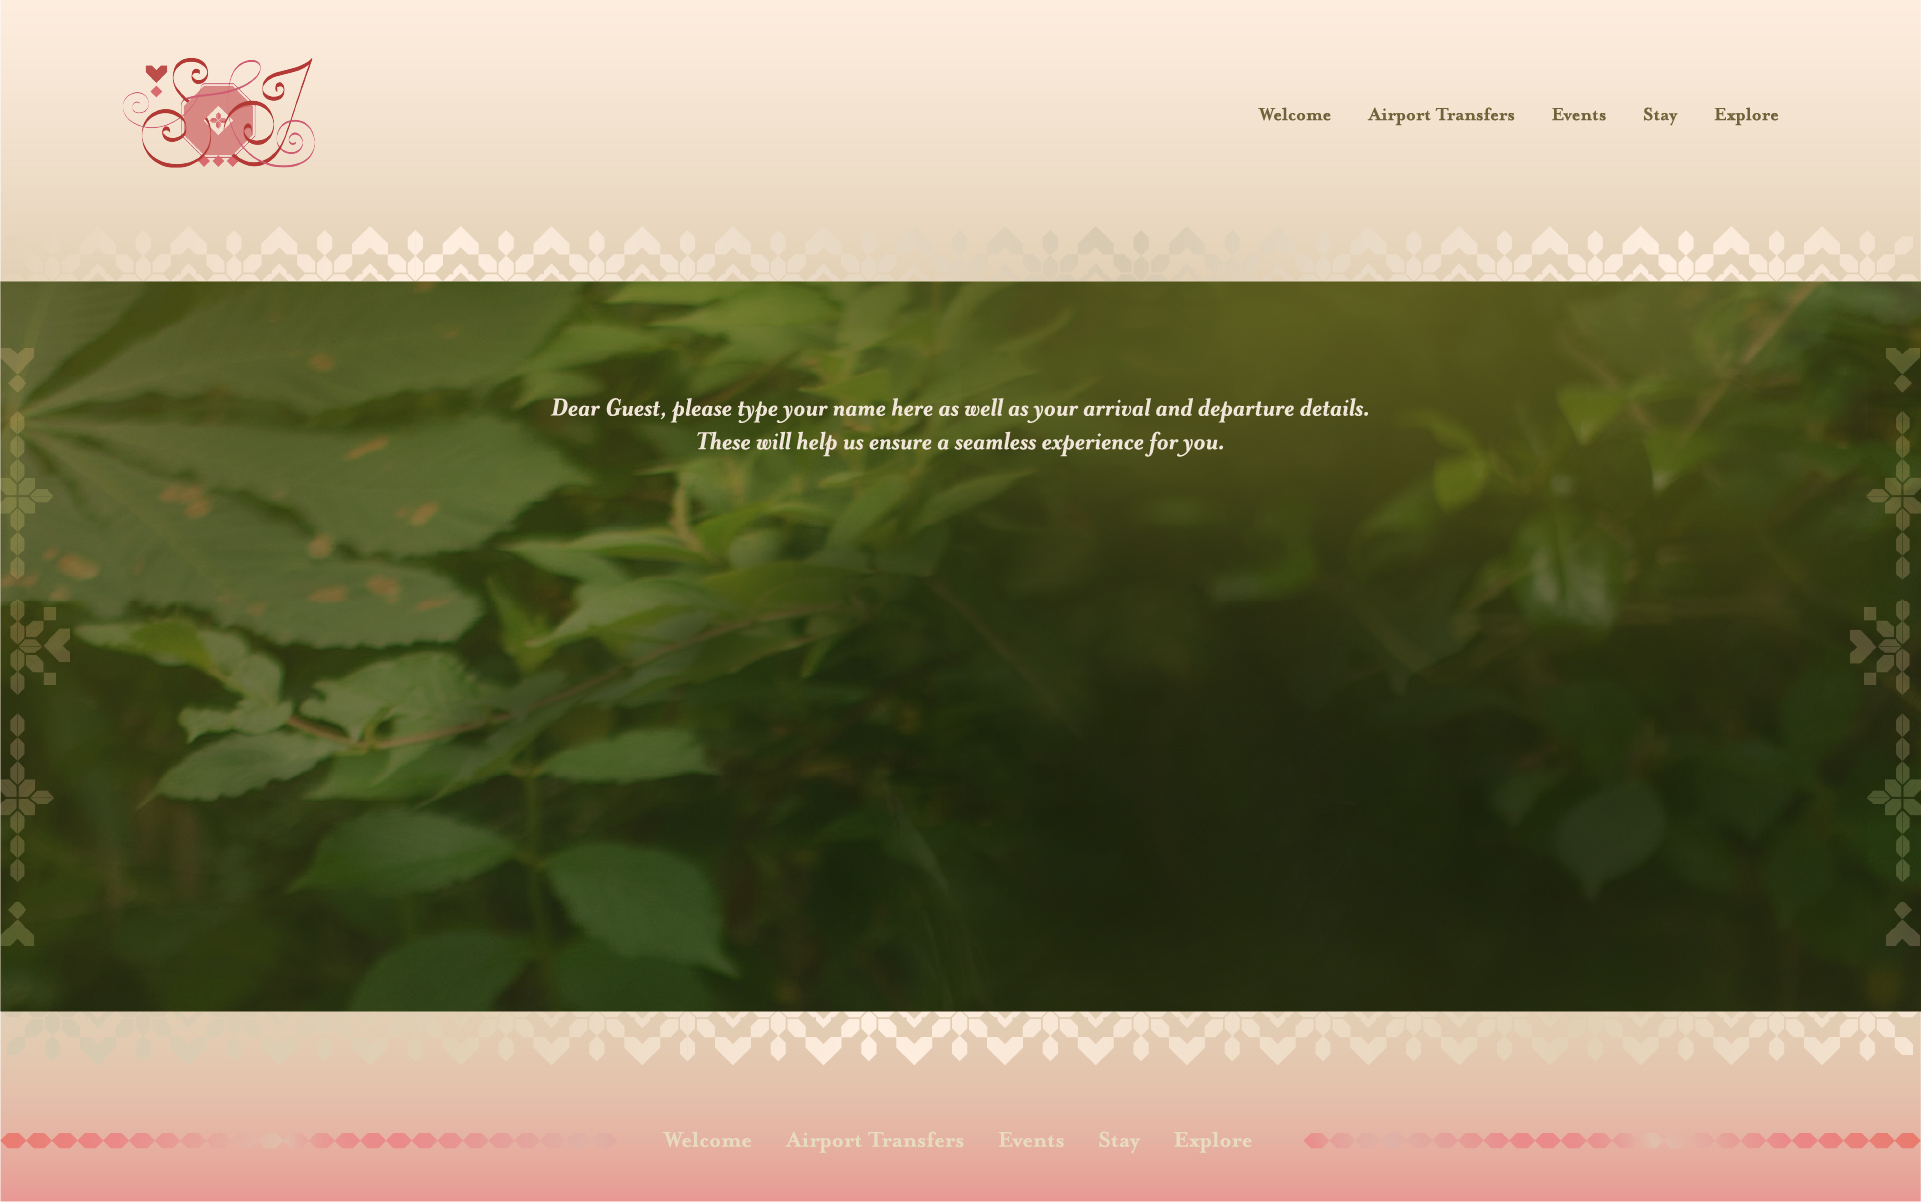 Welcome Airport Transfers Events Stay Explore
Dear Guest, please type your name here as well as your arrival and departure details.
These will help us ensure a seamless experience for you.
Welcome Airport Transfers Events Stay Explore